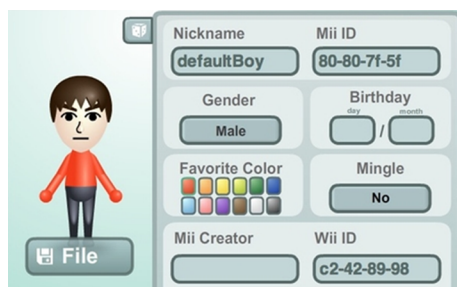 Nickname
Mii ID
defaultBoy
80-80-7f-5f
Gender
Birthday
day
month
Male
/
Favorite Color
Mingle
No
File
Mii Creator
Wii ID
c2-42-89-98